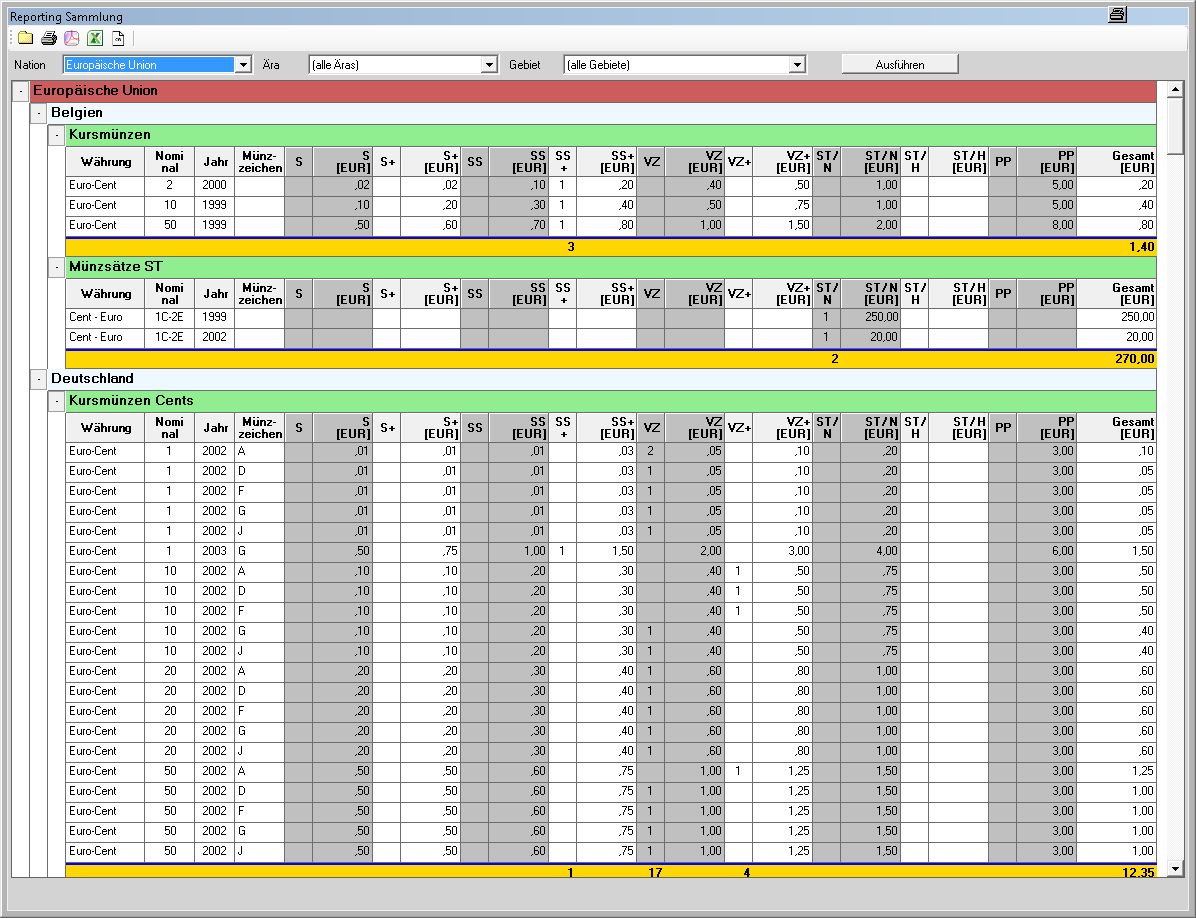 Reporting Sammlung
Nation Europäische Union Ära (alle Äras) Gebiet (alle Gebiete) Ausführen
- Europäische Union
- Belgien
- Kursmünzen
Währung Nomi nal Jahr Münz- zeichen S S [EUR] S+ S+ [EUR] SS SS [EUR] SS + SS+ [EUR] VZ VZ [EUR] VZ+ VZ+ [EUR] ST/ N ST/N [EUR] ST/ H ST/H [EUR] PP PP [EUR] Gesamt [EUR]
Euro-Cent 2 2000 ,02 ,02 ,10 1 ,20 ,40 ,50 1,00 5,00 ,20
Euro-Cent 10 1999 ,10 ,20 ,30 1 ,40 ,50 ,75 1,00 5,00 ,40
Euro-Cent 50 1999 ,50 ,60 ,70 1 ,80 1,00 1,50 2,00 8,00 ,80
3 1,40
- Münzsätze ST
Währung Nomi nal Jahr Münz- zeichen S S [EUR] S+ S+ [EUR] SS SS [EUR] SS + SS+ [EUR] VZ VZ [EUR] VZ+ VZ+ [EUR] ST/ N ST/N [EUR] ST/ H ST/H [EUR] PP PP [EUR] Gesamt [EUR]
Cent - Euro 1C-2E 1999 1 250,00 250,00
Cent - Euro 1C-2E 2002 1 20,00 20,00
2 270,00
- Deutschland
- Kursmünzen Cents
Währung Nomi nal Jahr Münz- zeichen S S [EUR] S+ S+ [EUR] SS SS [EUR] SS + SS+ [EUR] VZ VZ [EUR] VZ+ VZ+ [EUR] ST/ N ST/N [EUR] ST/ H ST/H [EUR] PP PP [EUR] Gesamt [EUR]
Euro-Cent 1 2002 A ,01 ,01 ,01 ,03 2 ,05 ,10 ,20 3,00 ,10
Euro-Cent 1 2002 D ,01 ,01 ,01 ,03 1 ,05 ,10 ,20 3,00 ,05
Euro-Cent 1 2002 F ,01 ,01 ,01 ,03 1 ,05 ,10 ,20 3,00 ,05
Euro-Cent 1 2002 G ,01 ,01 ,01 ,03 1 ,05 ,10 ,20 3,00 ,05
Euro-Cent 1 2002 J ,01 ,01 ,01 ,03 1 ,05 ,10 ,20 3,00 ,05
Euro-Cent 1 2003 G ,50 ,75 1,00 1 1,50 2,00 3,00 4,00 6,00 1,50
Euro-Cent 10 2002 A ,10 ,10 ,20 ,30 ,40 1 ,50 ,75 3,00 ,50
Euro-Cent 10 2002 D ,10 ,10 ,20 ,30 ,40 1 ,50 ,75 3,00 ,50
Euro-Cent 10 2002 F ,10 ,10 ,20 ,30 ,40 1 ,50 ,75 3,00 ,50
Euro-Cent 10 2002 G ,10 ,10 ,20 ,30 1 ,40 ,50 ,75 3,00 ,40
Euro-Cent 10 2002 J ,10 ,10 ,20 ,30 1 ,40 ,50 ,75 3,00 ,40
Euro-Cent 20 2002 A ,20 ,20 ,30 ,40 1 ,60 ,80 1,00 3,00 ,60
Euro-Cent 20 2002 D ,20 ,20 ,30 ,40 1 ,60 ,80 1,00 3,00 ,60
Euro-Cent 20 2002 F ,20 ,20 ,30 ,40 1 ,60 ,80 1,00 3,00 ,60
Euro-Cent 20 2002 G ,20 ,20 ,30 ,40 1 ,60 ,80 1,00 3,00 ,60
Euro-Cent 20 2002 J ,20 ,20 ,30 ,40 1 ,60 ,80 1,00 3,00 ,60
Euro-Cent 50 2002 A ,50 ,50 ,60 ,75 1,00 1 1,25 1,50 3,00 1,25
Euro-Cent 50 2002 D ,50 ,50 ,60 ,75 1 1,00 1,25 1,50 3,00 1,00
Euro-Cent 50 2002 F ,50 ,50 ,60 ,75 1 1,00 1,25 1,50 3,00 1,00
Euro-Cent 50 2002 G ,50 ,50 ,60 ,75 1 1,00 1,25 1,50 3,00 1,00
Euro-Cent 50 2002 J ,50 ,50 ,60 ,75 1 1,00 1,25 1,50 3,00 1,00
1 17 4 12,35